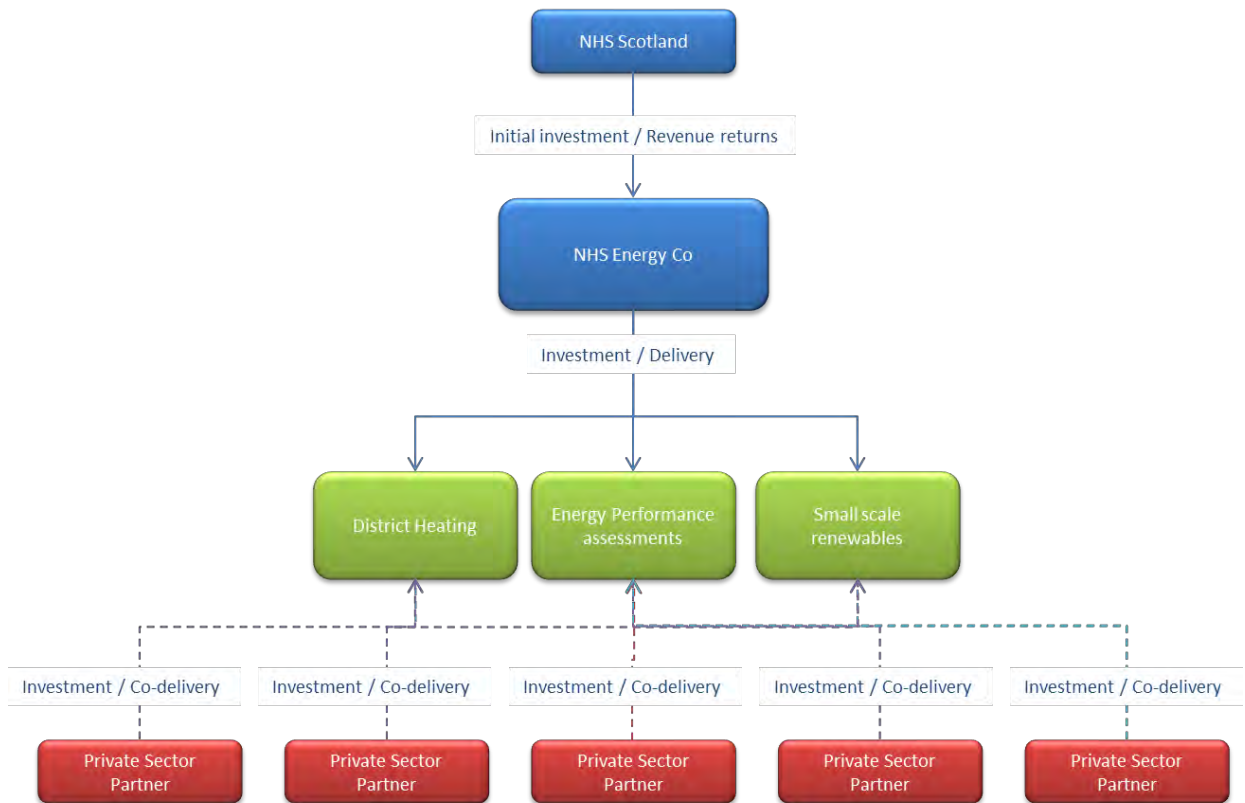 NHS Scotland
Initial investment / Revenue returns
NHS Energy Co
Investment / Delivery
District Heating
Energy Performance
assessments
Small scale
renewables
Investment / Co-delivery
Investment / Co-delivery
Investment / Co-delivery
Investment / Co-delivery
Investment / Co-delivery
Private Sector
Partner
Private Sector
Partner
Private Sector
Partner
Private Sector
Partner
Private Sector
Partner